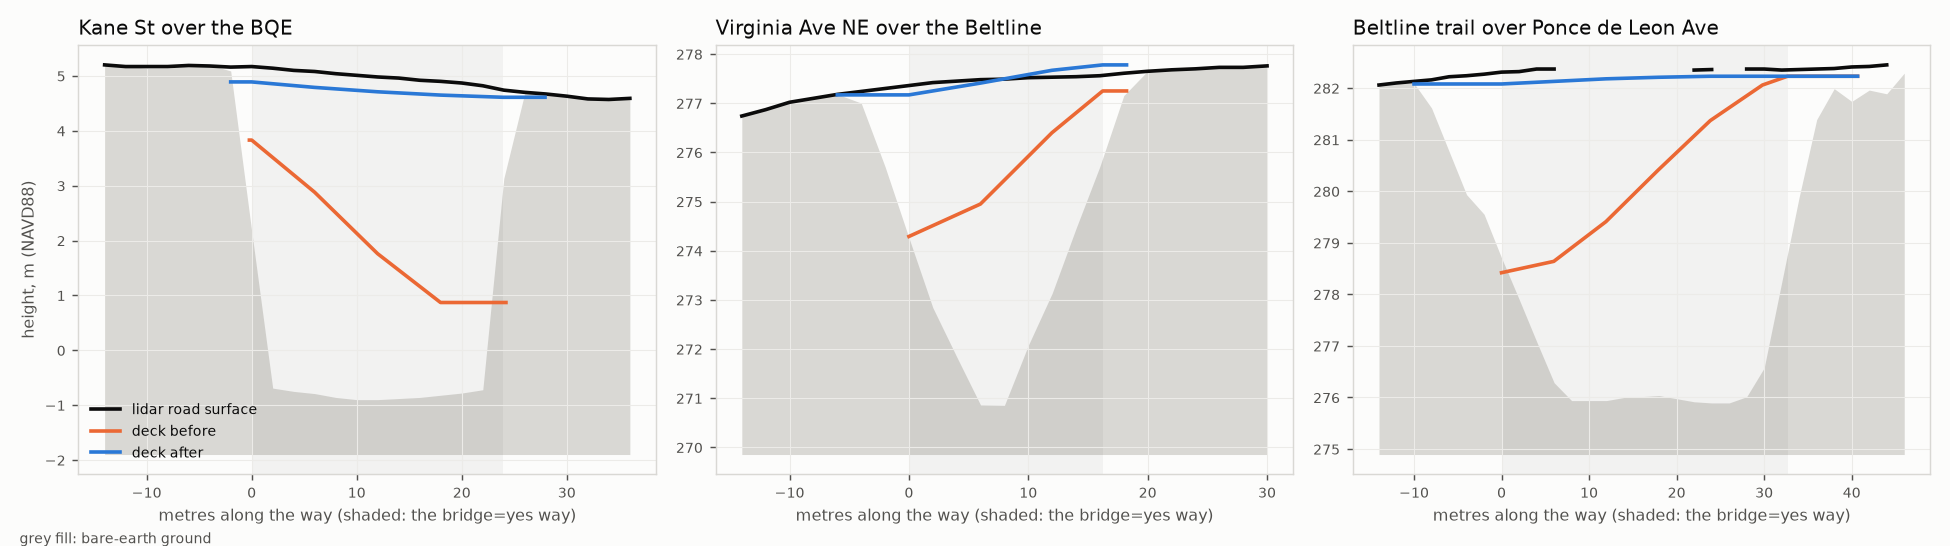 Kane St over the BQE
height, m (NAVD88)
5
4
3
2
1
0
−1
−2
lidar road surface
deck before
deck after
−10 0 10 20 30
metres along the way (shaded: the bridge=yes way)
grey fill: bare-earth ground
Virginia Ave NE over the Beltline
278
277
276
275
274
273
272
271
270
−10 0 10 20 30
metres along the way (shaded: the bridge=yes way)
Beltline trail over Ponce de Leon Ave
282
281
280
279
278
277
276
275
−10 0 10 20 30 40
metres along the way (shaded: the bridge=yes way)